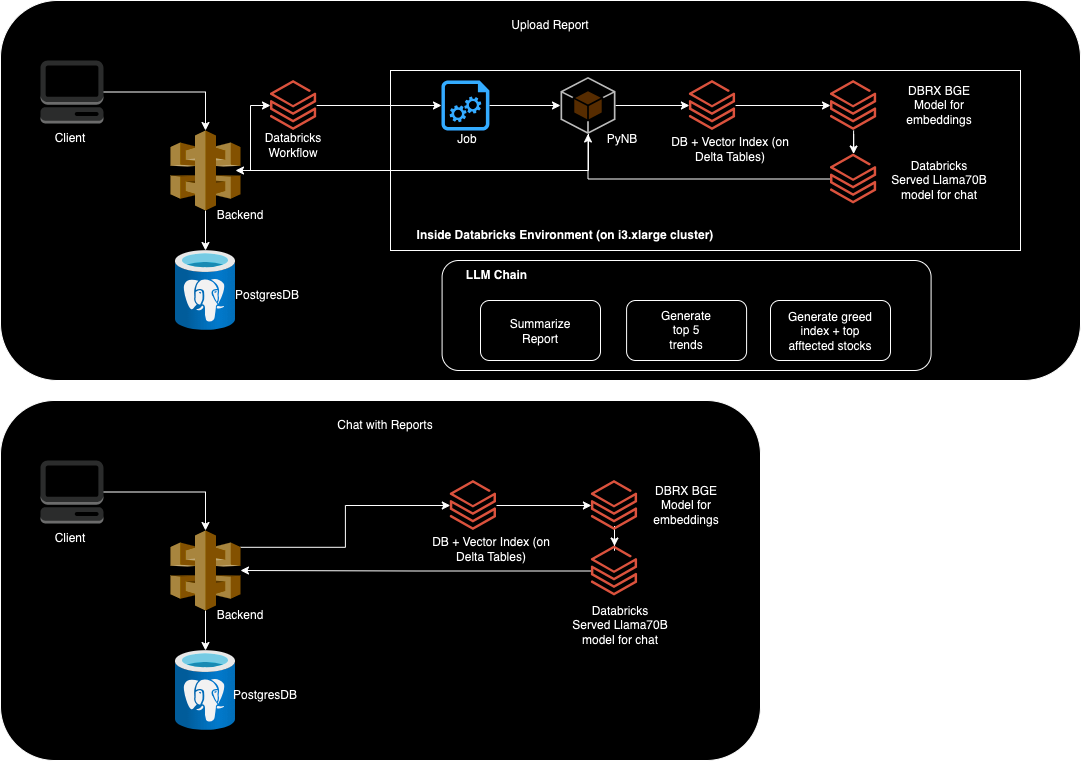 Upload Report
Client
Databricks
Workflow
Job
PyNB
DB + Vector Index (on
Delta Tables)
DBRX BGE
Model for
embeddings
Databricks
Served Llama70B
model for chat
Backend
Inside Databricks Environment (on i3.xlarge cluster)
PostgresDB
LLM Chain
Summarize
Report
Generate
top 5
trends
Generate greed
index + top
afftected stocks
Chat with Reports
Client
DB + Vector Index (on
Delta Tables)
DBRX BGE
Model for
embeddings
Backend
Databricks
Served Llama70B
model for chat
PostgresDB